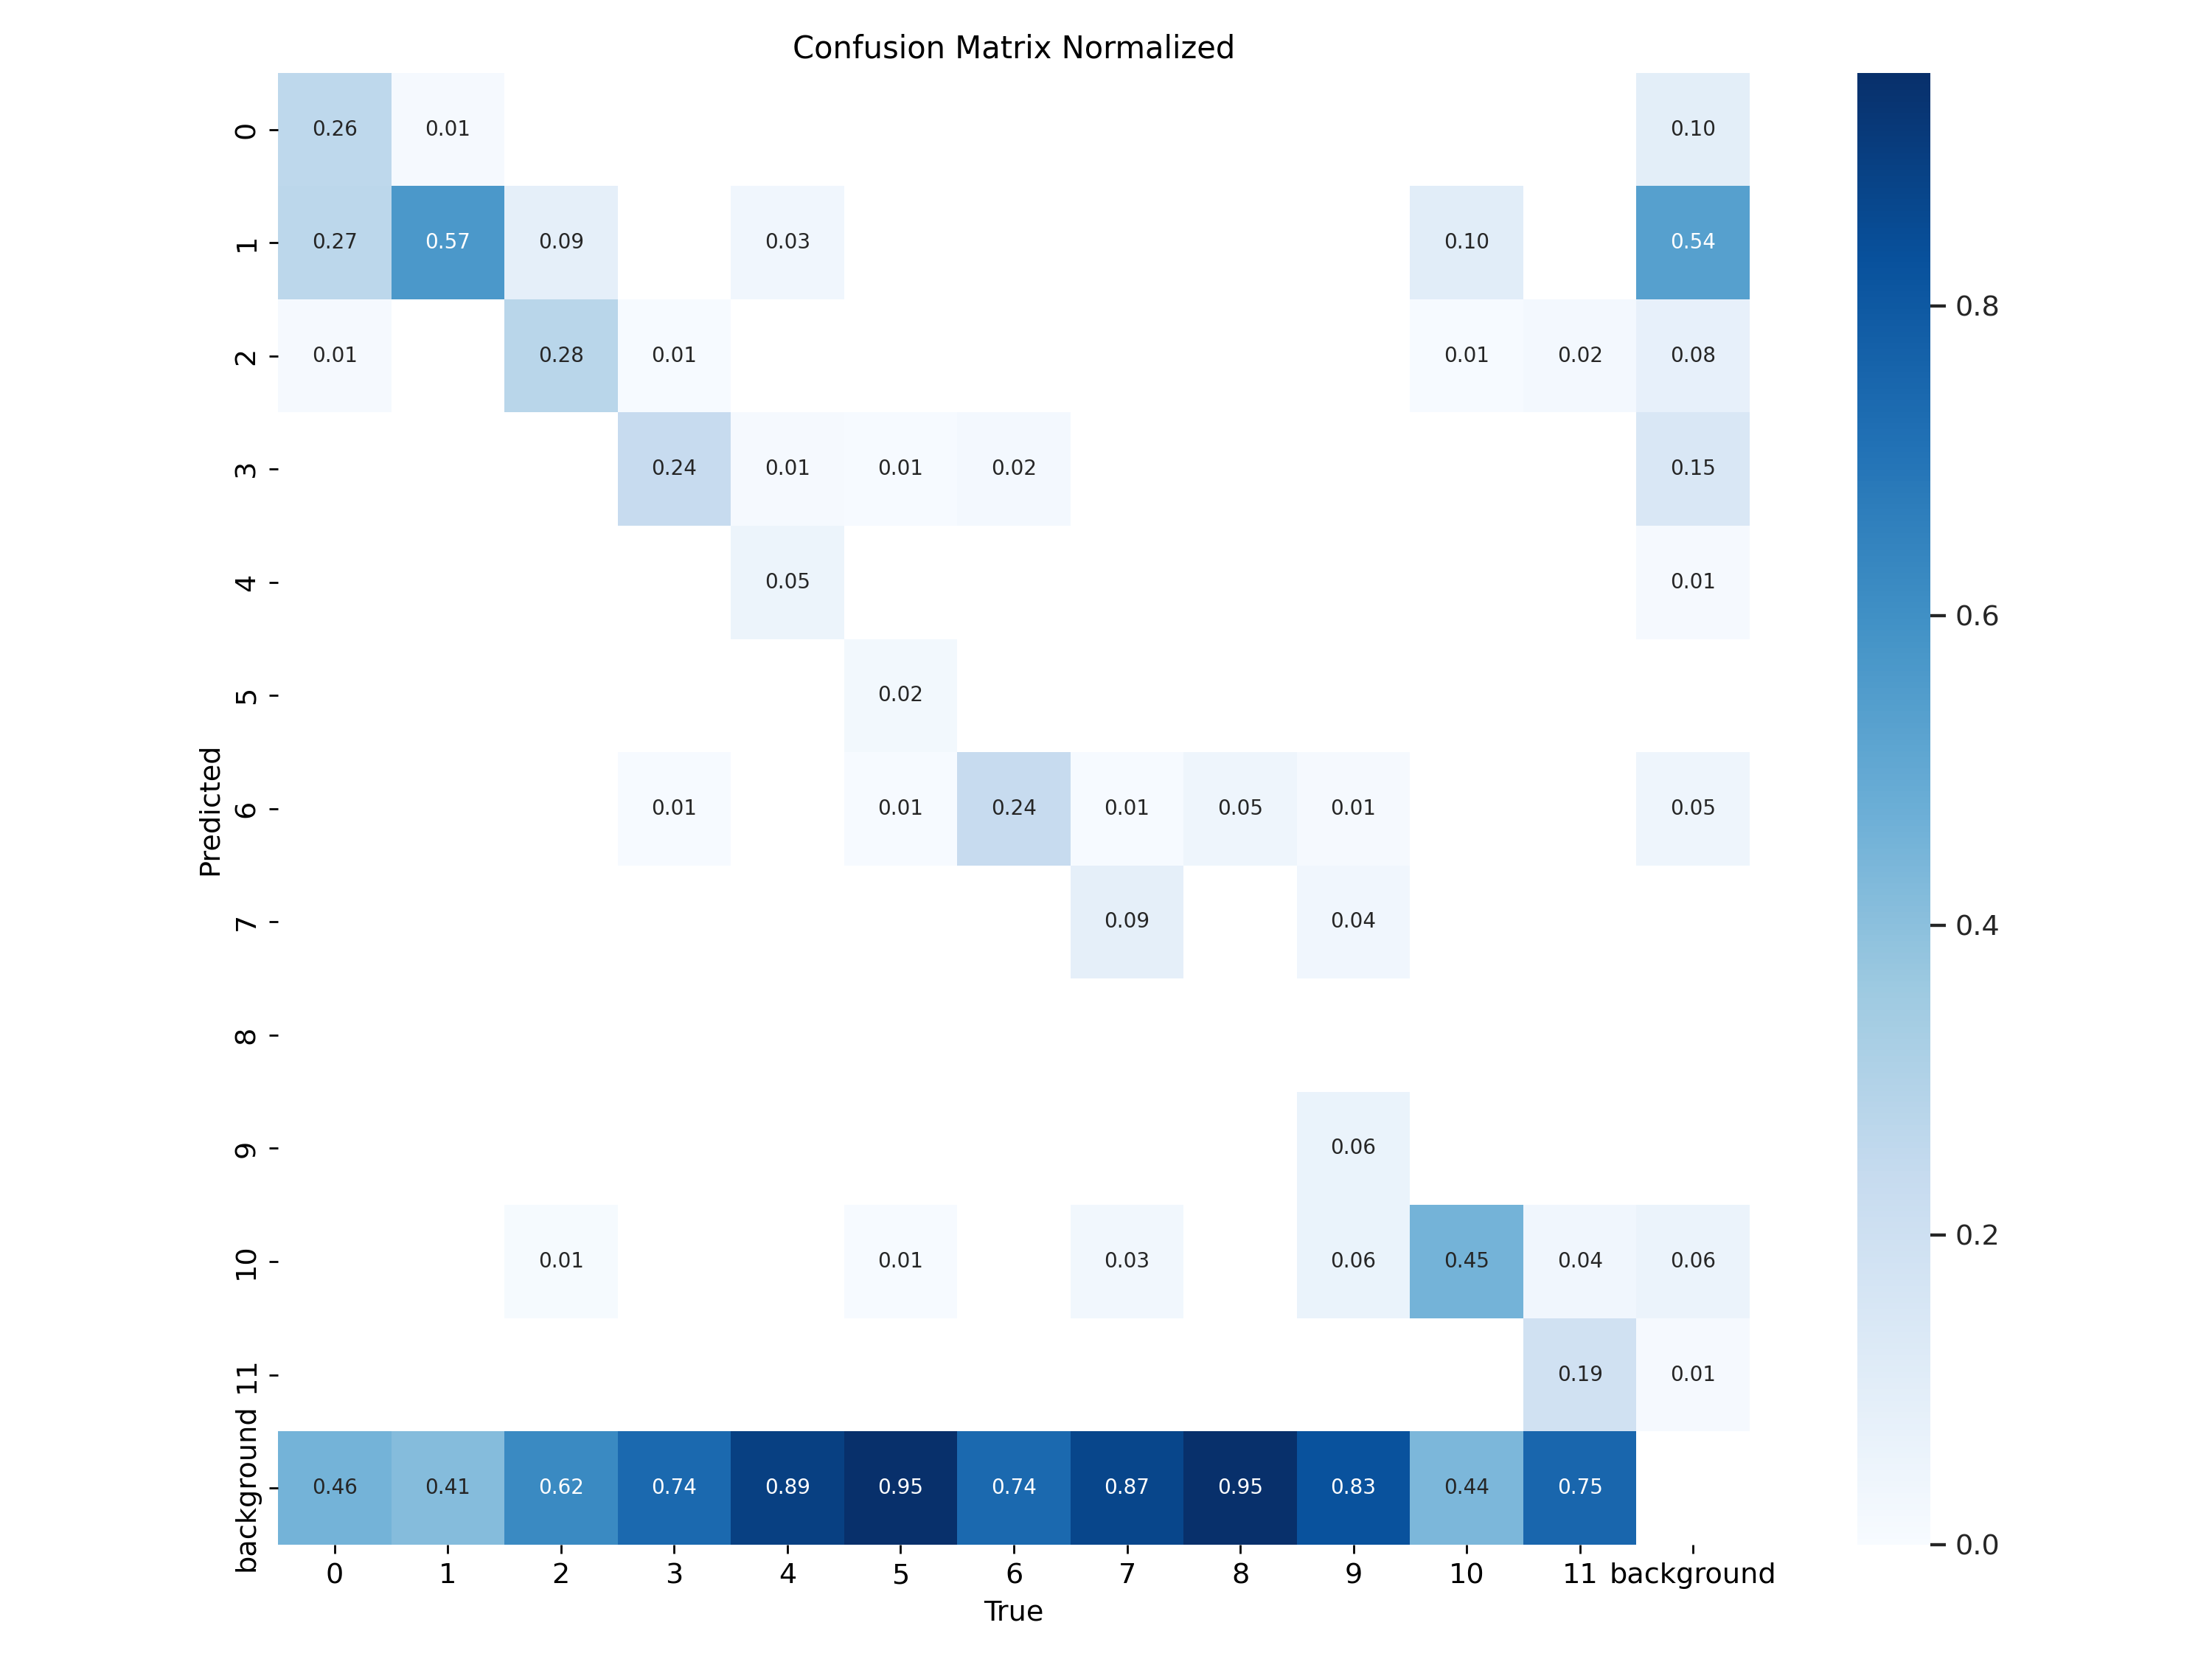 Confusion Matrix Normalized
0 0.26 0.01 0.10
1 0.27 0.57 0.09 0.03 0.10 0.54
2 0.01 0.28 0.01 0.01 0.02 0.08
3 0.24 0.01 0.01 0.02 0.15
4 0.05 0.01
5 0.02
6 0.01 0.01 0.24 0.01 0.05 0.01 0.05
7 0.09 0.04
8
9 0.06
10 0.01 0.01 0.03 0.06 0.45 0.04 0.06
11 0.19 0.01
background 0.46 0.41 0.62 0.74 0.89 0.95 0.74 0.87 0.95 0.83 0.44 0.75
0 1 2 3 4 5 6 7 8 9 10 11 background
True
Predicted
0.8
0.6
0.4
0.2
0.0